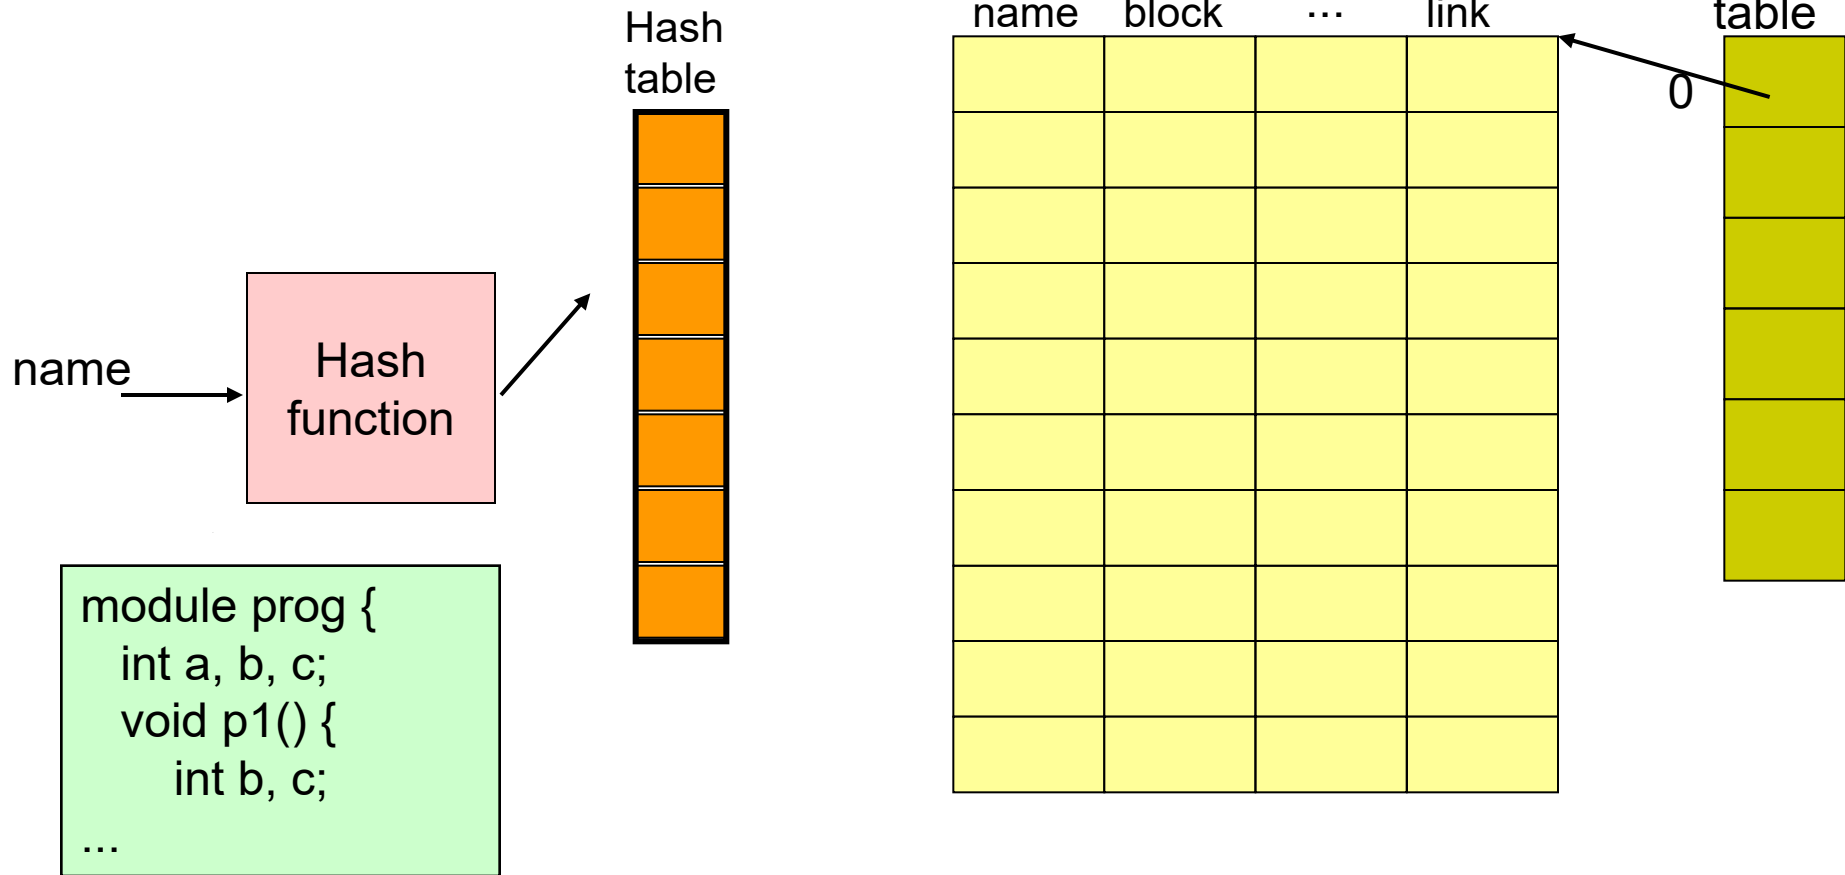 Hash
table
name block ... link
table
0
name
Hash
function
module prog {
int a, b, c;
void p1() {
int b, c;
...